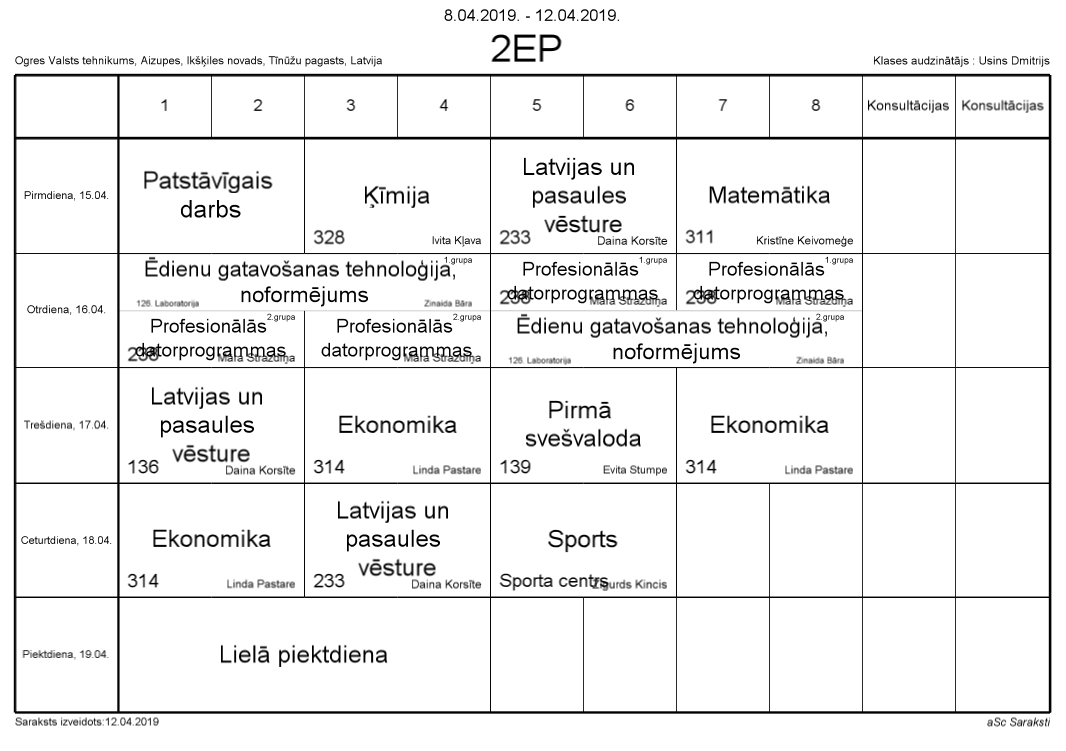 8.04.2019. - 12.04.2019.
2EP
Ogres Valsts tehnikums, Aizupes, Ikšķiles novads, Tīnūžu pagasts, Latvija
Klases audzinātājs : Usins Dmitrijs
1 2 3 4 5 6 7 8 Konsultācijas Konsultācijas
Pirmdiena, 15.04.
Patstāvīgais
darbs
Ķīmija
328 Ivita Kļava
Latvijas un
pasaules
vēsture
233 Daina Korsīte
Matemātika
311 Kristīne Keivomeģe
Otrdiena, 16.04.
1.grupa
Ēdienu gatavošanas tehnoloģija,
noformējums
126. Laboratorija Zinaida Bāra
1.grupa
Profesionālās
datorprogrammas
238 Māra Strazdiņa
1.grupa
Profesionālās
datorprogrammas
238 Māra Strazdiņa
2.grupa
Profesionālās
datorprogrammas
238 Māra Strazdiņa
2.grupa
Profesionālās
datorprogrammas
Māra Strazdiņa
2.grupa
Ēdienu gatavošanas tehnoloģija,
noformējums
126. Laboratorija Zinaida Bāra
Trešdiena, 17.04.
Latvijas un
pasaules
vēsture
136 Daina Korsīte
Ekonomika
314 Linda Pastare
Pirmā
svešvaloda
139 Evita Stumpe
Ekonomika
314 Linda Pastare
Ceturtdiena, 18.04.
Ekonomika
314 Linda Pastare
Latvijas un
pasaules
vēsture
233 Daina Korsīte
Sports
Sporta centrs Zigurds Kincis
Piektdiena, 19.04.
Lielā piektdiena
Saraksts izveidots:12.04.2019
aSc Saraksti